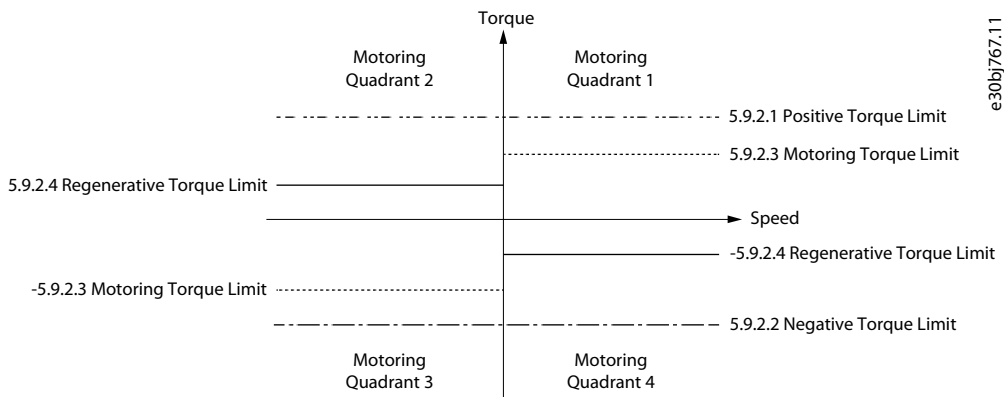 Torque
Motoring
Quadrant 2
Motoring
Quadrant 1
e30bj767.11
5.9.2.1 Positive Torque Limit
5.9.2.3 Motoring Torque Limit
5.9.2.4 Regenerative Torque Limit
Speed
-5.9.2.4 Regenerative Torque Limit
-5.9.2.3 Motoring Torque Limit
5.9.2.2 Negative Torque Limit
Motoring
Quadrant 3
Motoring
Quadrant 4